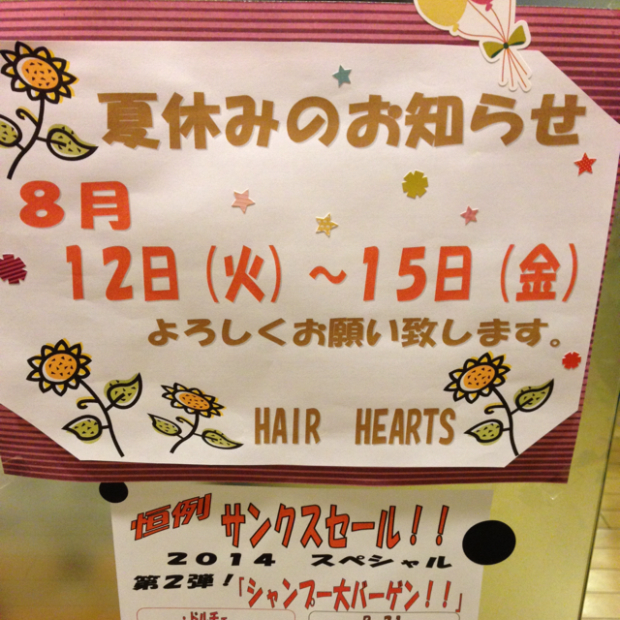 夏休みのお知らせ
8月
12日(火)～15日(金)
よろしくお願い致します。
HAIR HEARTS
恒例 サンクスセール！！
2014 スペシャル
第2弾！「シャンプー大バーゲン！！」